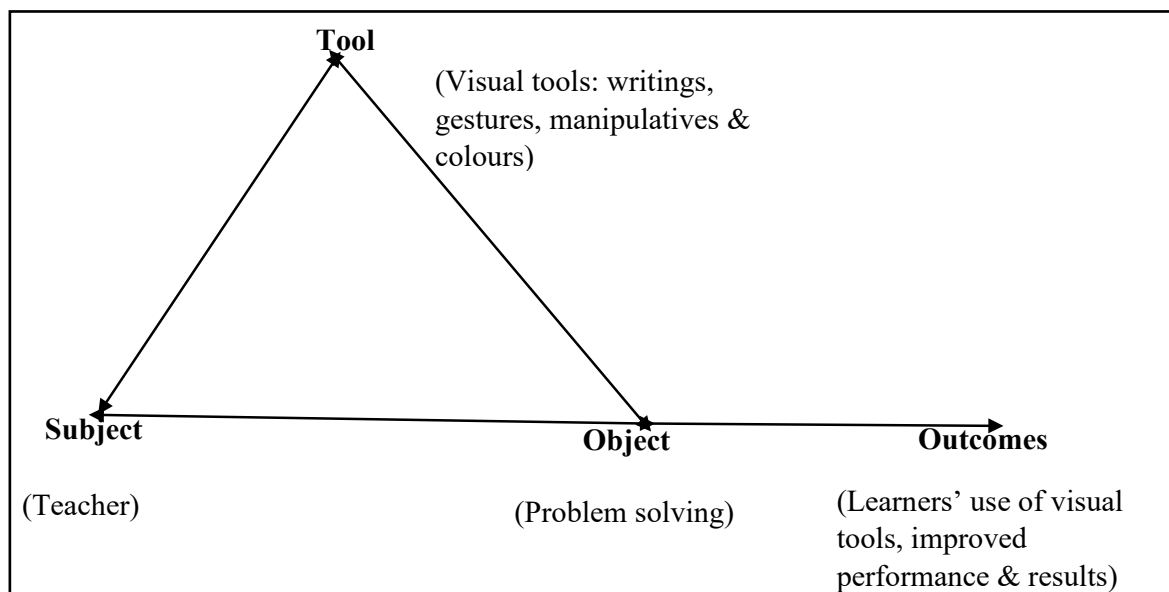 Tool
(Visual tools: writings,
gestures, manipulatives &
colours)
Subject
Object
Outcomes
(Teacher)
(Problem solving)
(Learners’ use of visual
tools, improved
performance & results)